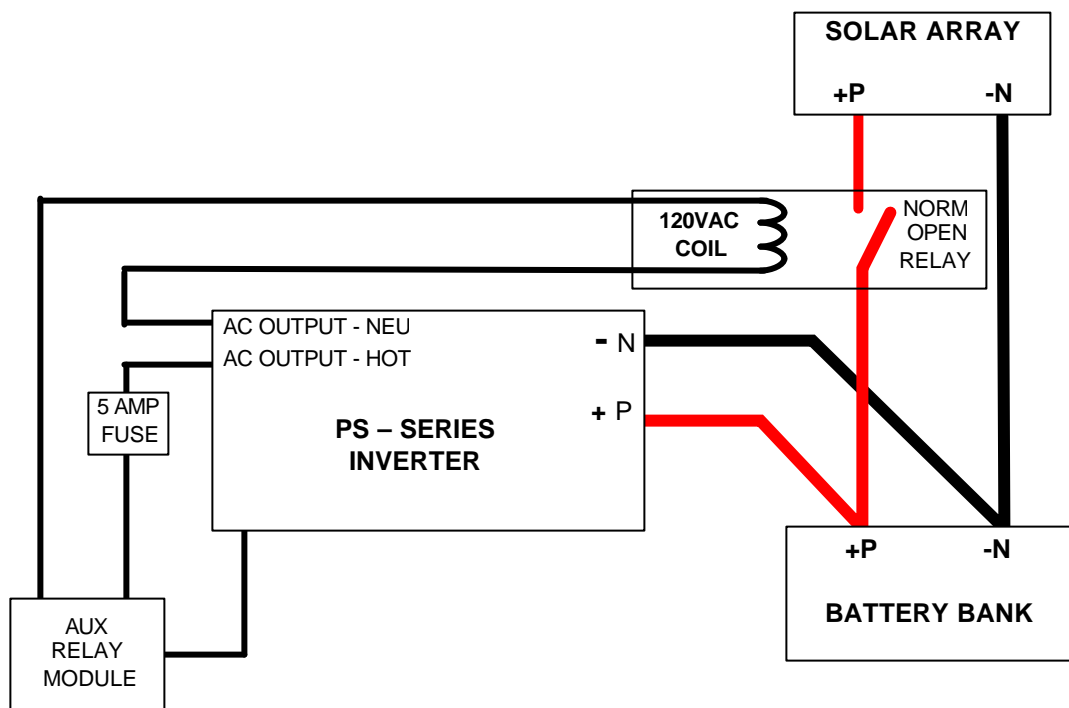 SOLAR ARRAY
+P -N
120VAC
COIL
NORM
OPEN
RELAY
AC OUTPUT - NEU
AC OUTPUT - HOT
- N
+ P
PS – SERIES
INVERTER
5 AMP
FUSE
+P -N
BATTERY BANK
AUX
RELAY
MODULE